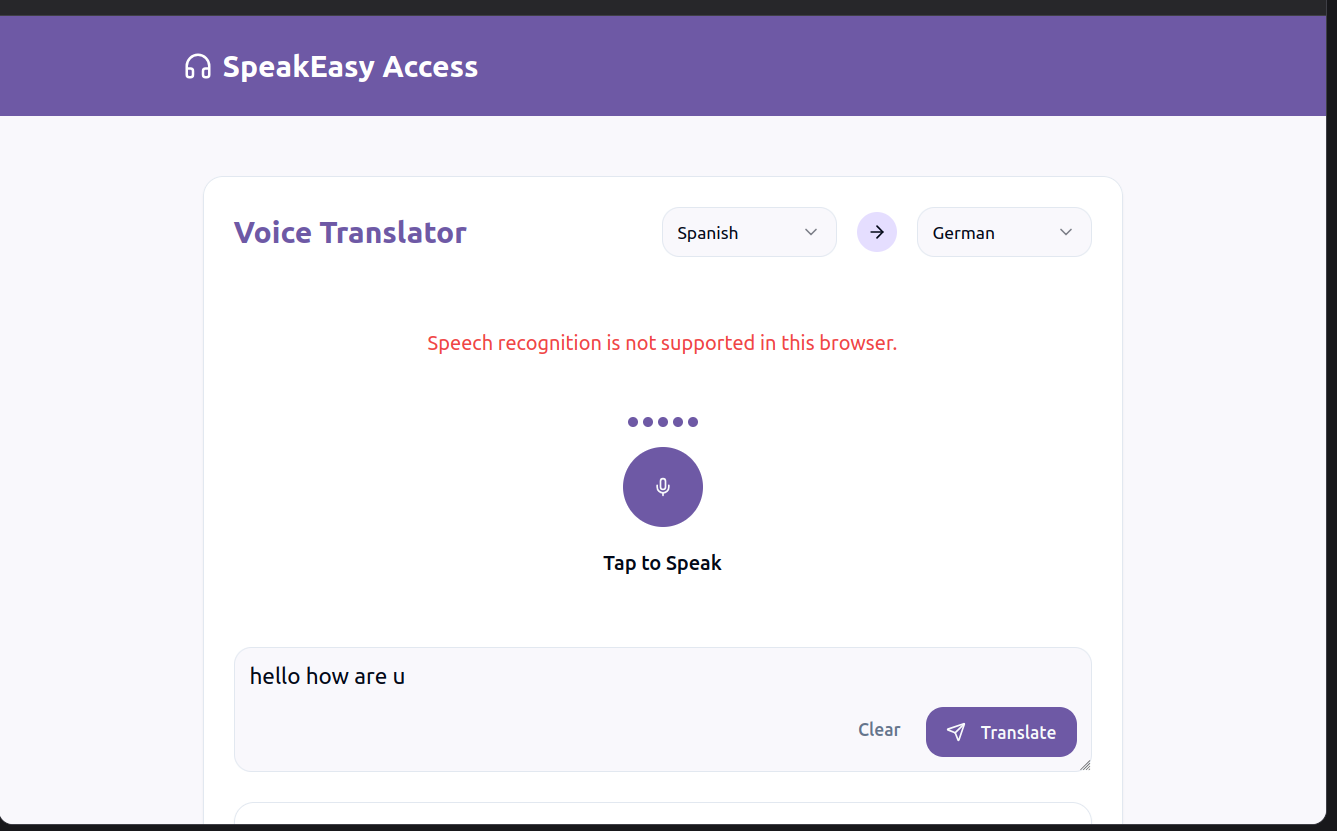 SpeakEasy Access
Voice Translator
Spanish
German
Speech recognition is not supported in this browser.
Tap to Speak
hello how are u
Clear
Translate